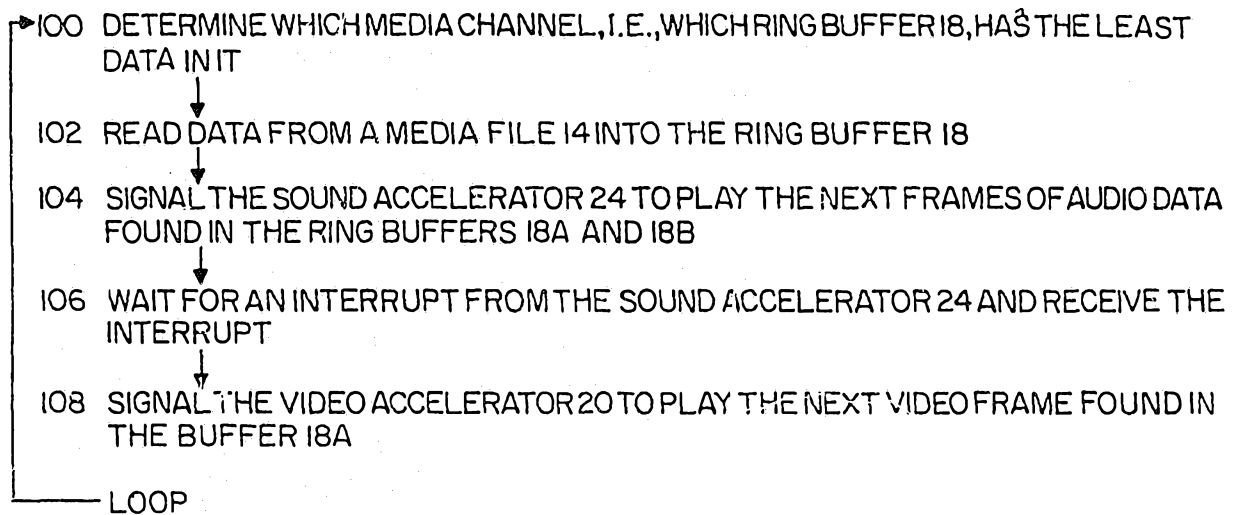 100 DETERMINE WHICH MEDIA CHANNEL, I.E., WHICH RING BUFFER 18, HAS THE LEAST
DATA IN IT
102 READ DATA FROM A MEDIA FILE 14 INTO THE RING BUFFER 18
104 SIGNAL THE SOUND ACCELERATOR 24 TO PLAY THE NEXT FRAMES OF AUDIO DATA
FOUND IN THE RING BUFFERS 18A AND 18B
106 WAIT FOR AN INTERRUPT FROM THE SOUND ACCELERATOR 24 AND RECEIVE THE
INTERRUPT
108 SIGNAL THE VIDEO ACCELERATOR 20 TO PLAY THE NEXT VIDEO FRAME FOUND IN
THE BUFFER 18A
LOOP